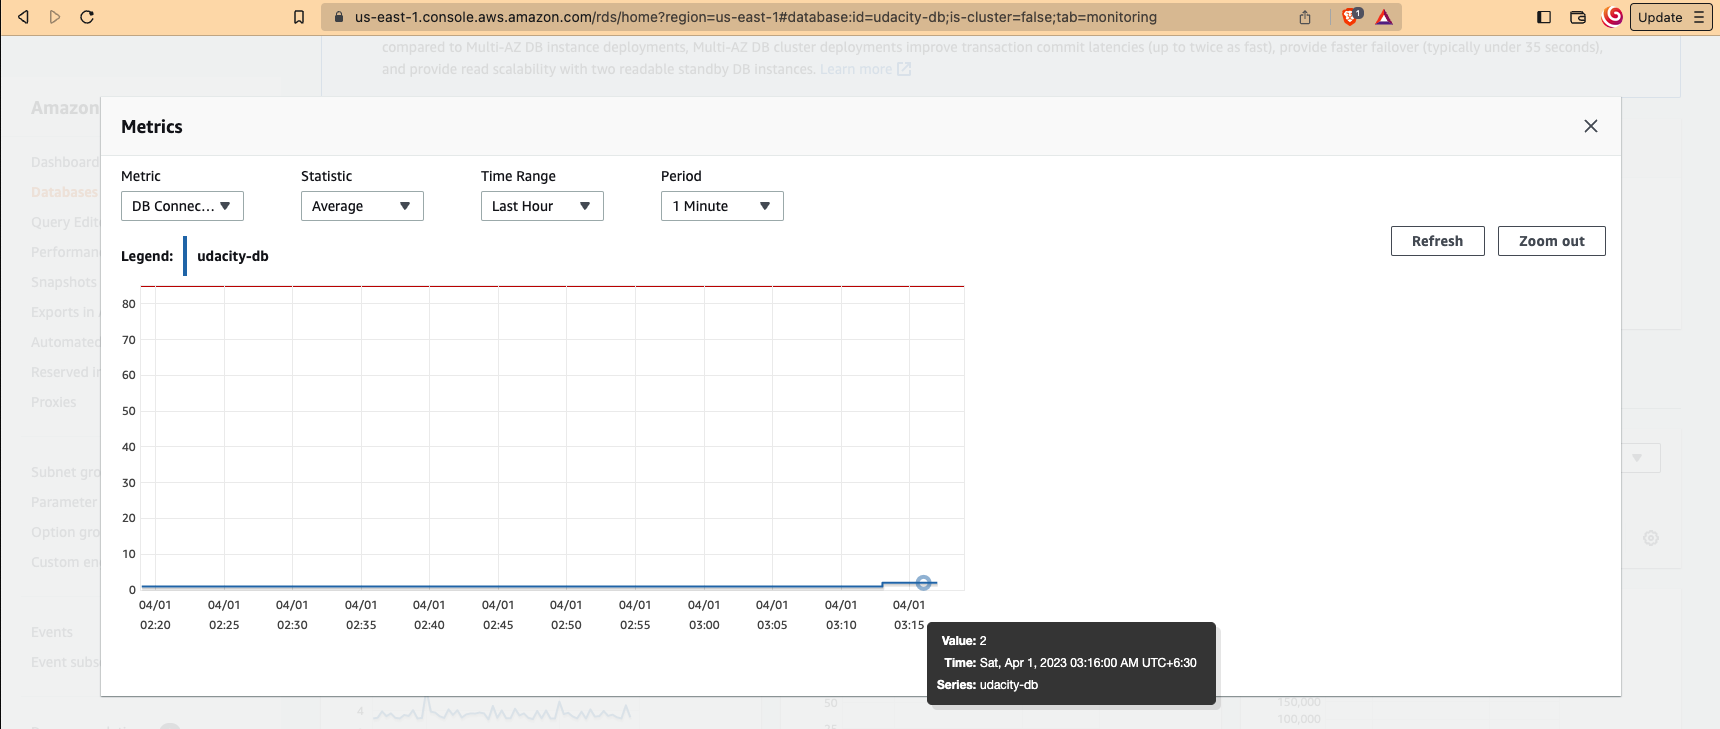 us-east-1.console.aws.amazon.com/rds/home?region=us-east-1#database:id=udacity-db;is-cluster=false;tab=monitoring
1
Update
compared to Multi-AZ DB instance deployments, Multi-AZ DB cluster deployments improve transaction commit latencies (up to twice as fast), provide faster failover (typically under 35 seconds),
and provide read scalability with two readable standby DB instances. Learn more
Amazon
Dashboard
Databases
Query Edit
Performan
Snapshots
Exports in
Automated
Reserved in
Proxies
Subnet gro
Parameter
Option gro
Custom en
Events
Event subs
Metrics
Metric
Statistic
Time Range
Period
DB Connec...
Average
Last Hour
1 Minute
Refresh
Zoom out
Legend:
udacity-db
80
70
60
50
40
30
20
10
0
04/01 04/01 04/01 04/01 04/01 04/01 04/01 04/01 04/01 04/01 04/01 04/01
02:20 02:25 02:30 02:35 02:40 02:45 02:50 02:55 03:00 03:05 03:10 03:15
Value: 2
Time: Sat, Apr 1, 2023 03:16:00 AM UTC+6:30
Series: udacity-db
4
50
150,000
100,000